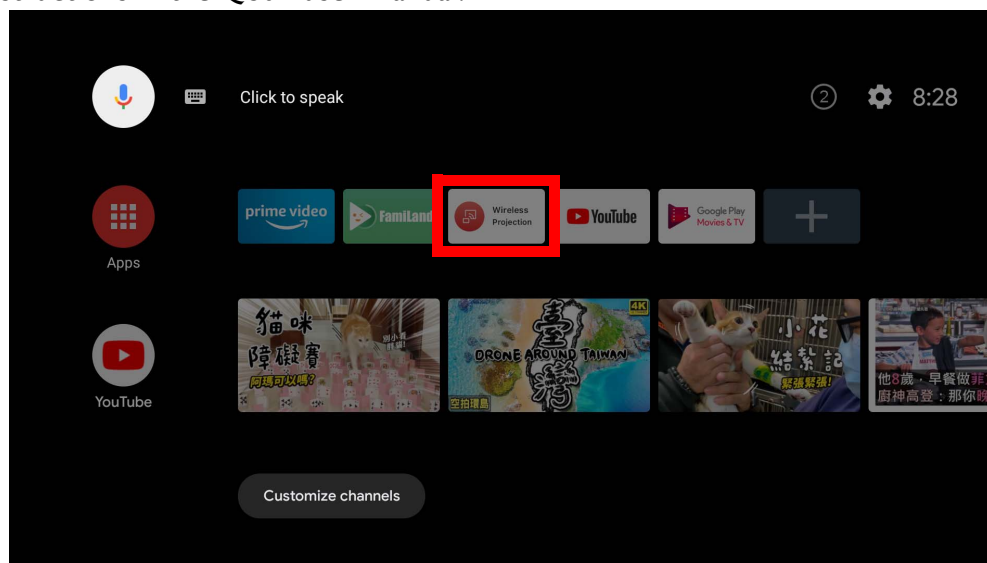 Click to speak
2
8:28
prime video
FamiLand
Wireless
Projection
YouTube
Google Play
Movies & TV
Apps
貓咪
障礙賽
阿瑪可以嗎?
4K
臺
DRONE AROUND TAIWAN
灣
空拍環島
小花
結紮記
緊張緊張!
他8歲,早餐做菲
廚神高登:那你晚
YouTube
Customize channels